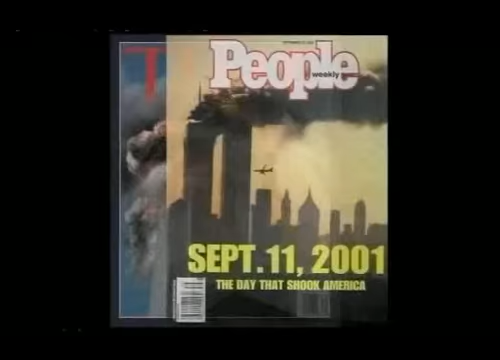 T
People
weekly
SEPT. 11, 2001
THE DAY THAT SHOOK AMERICA